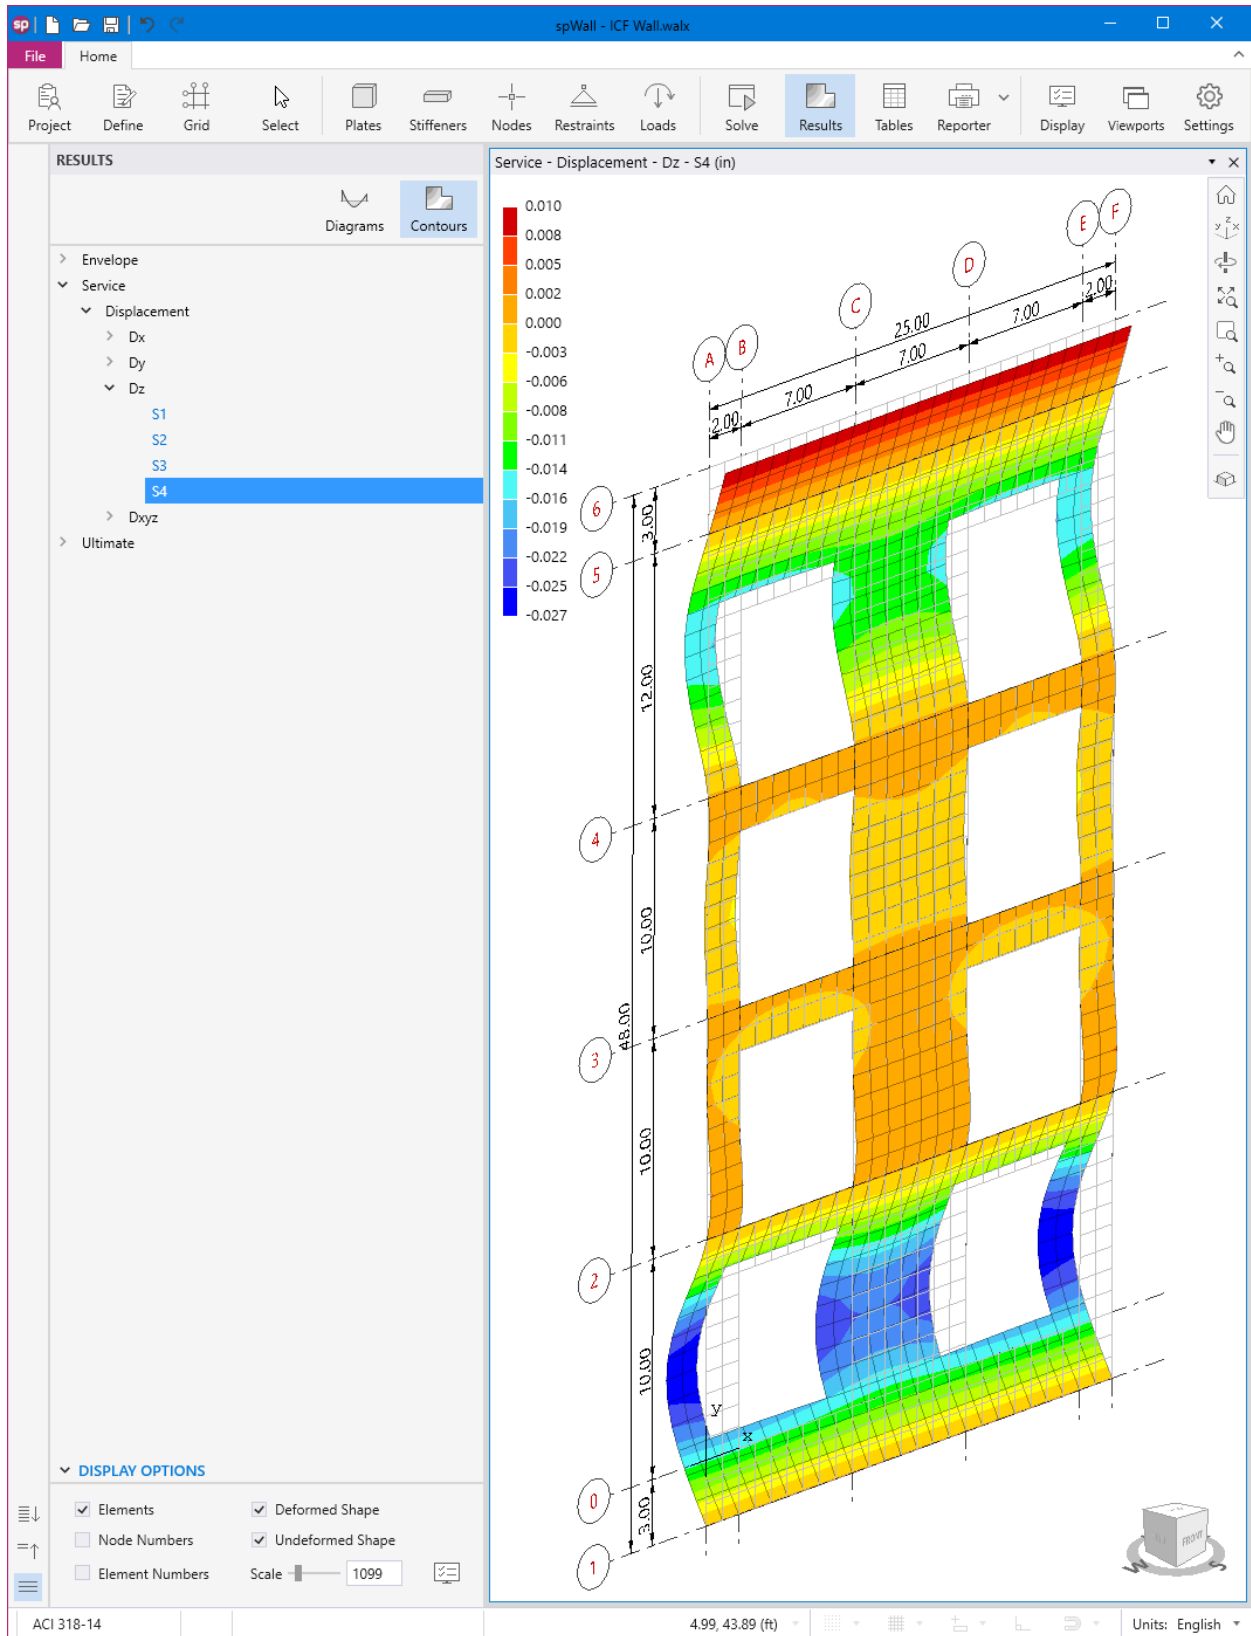 sp
spWall - ICF Wall.walx
File Home
Project Define Grid Select Plates Stiffeners Nodes Restraints Loads Solve Results Tables Reporter Display Viewports Settings
RESULTS
Diagrams Contours
Envelope
Service
Displacement
Dx
Dy
Dz
S1
S2
S3
S4
Dxyz
Ultimate
DISPLAY OPTIONS
Elements Deformed Shape
Node Numbers Undeformed Shape
Element Numbers Scale 1099
Service - Displacement - Dz - S4 (in)
0.010
0.008
0.005
0.002
0.000
-0.003
-0.006
-0.008
-0.011
-0.014
-0.016
-0.019
-0.022
-0.025
-0.027
A B C D E F
25.00
2.00 7.00 7.00 7.00 2.00
6
3.00
5
12.00
4
10.00
48.00
3
10.00
2
10.00
0
3.00
1
y
x
z
y x
FRONT
W S
ACI 318-14
4.99, 43.89 (ft)
Units: English